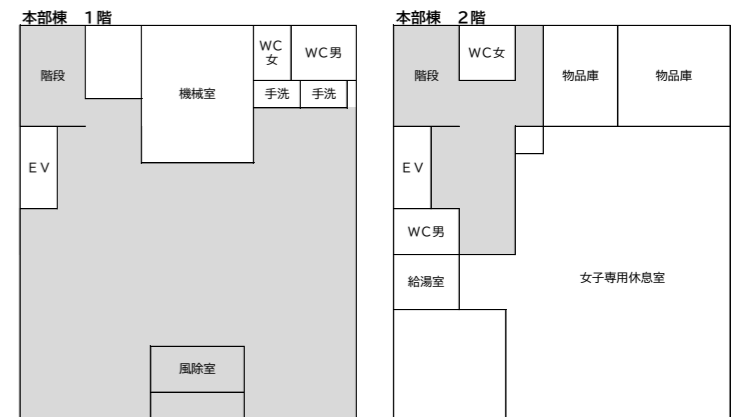 本部棟　１階
階段
機械室
WC
女
WC男
手洗
手洗
EV
風除室
本部棟　２階
階段
WC女
物品庫
物品庫
EV
WC男
給湯室
女子専用休息室